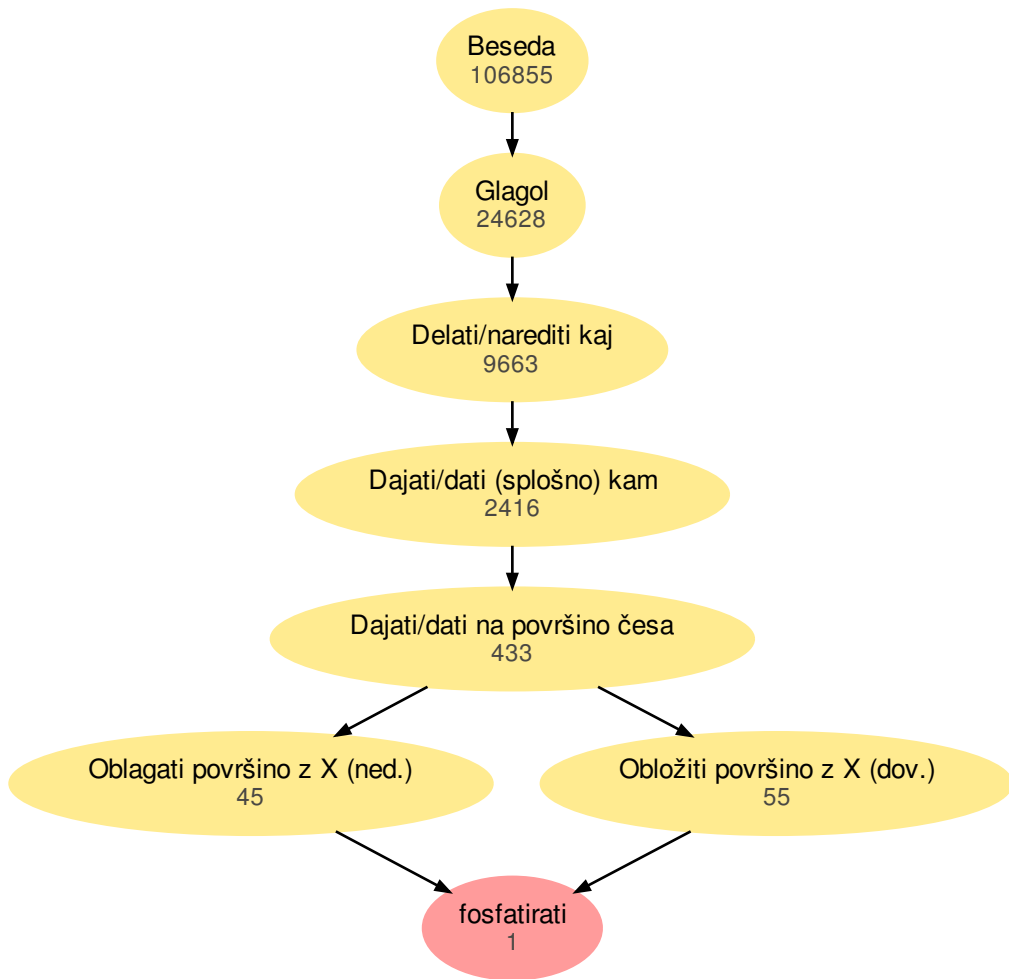 Beseda
106855
Glagol
24628
Delati/narediti kaj
9663
Dajati/dati (splošno) kam
2416
Dajati/dati na površino česa
433
Oblagati površino z X (ned.)
45
Obložiti površino z X (dov.)
55
fosfatirati
1